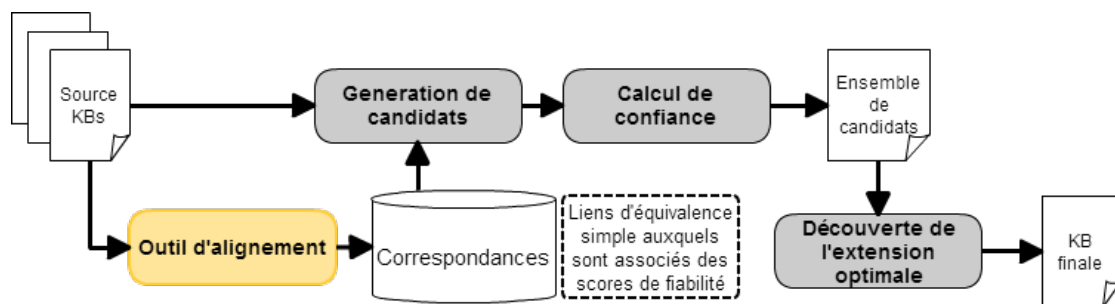 Source
KBs
Generation de
candidats
Calcul de
confiance
Ensemble
de
candidats
Outil d'alignement
Correspondances
Liens d'équivalence
simple auxquels
sont associés des
scores de fiabilité
Découverte de
l'extension
optimale
KB
finale